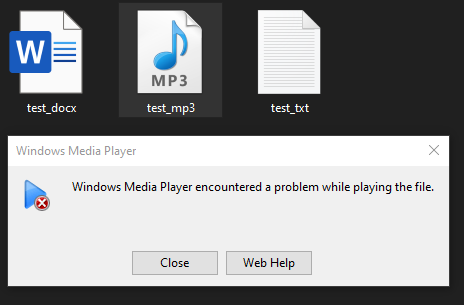 W
MP3
test_docx
test_mp3
test_txt
Windows Media Player
Windows Media Player encountered a problem while playing the file.
Close
Web Help